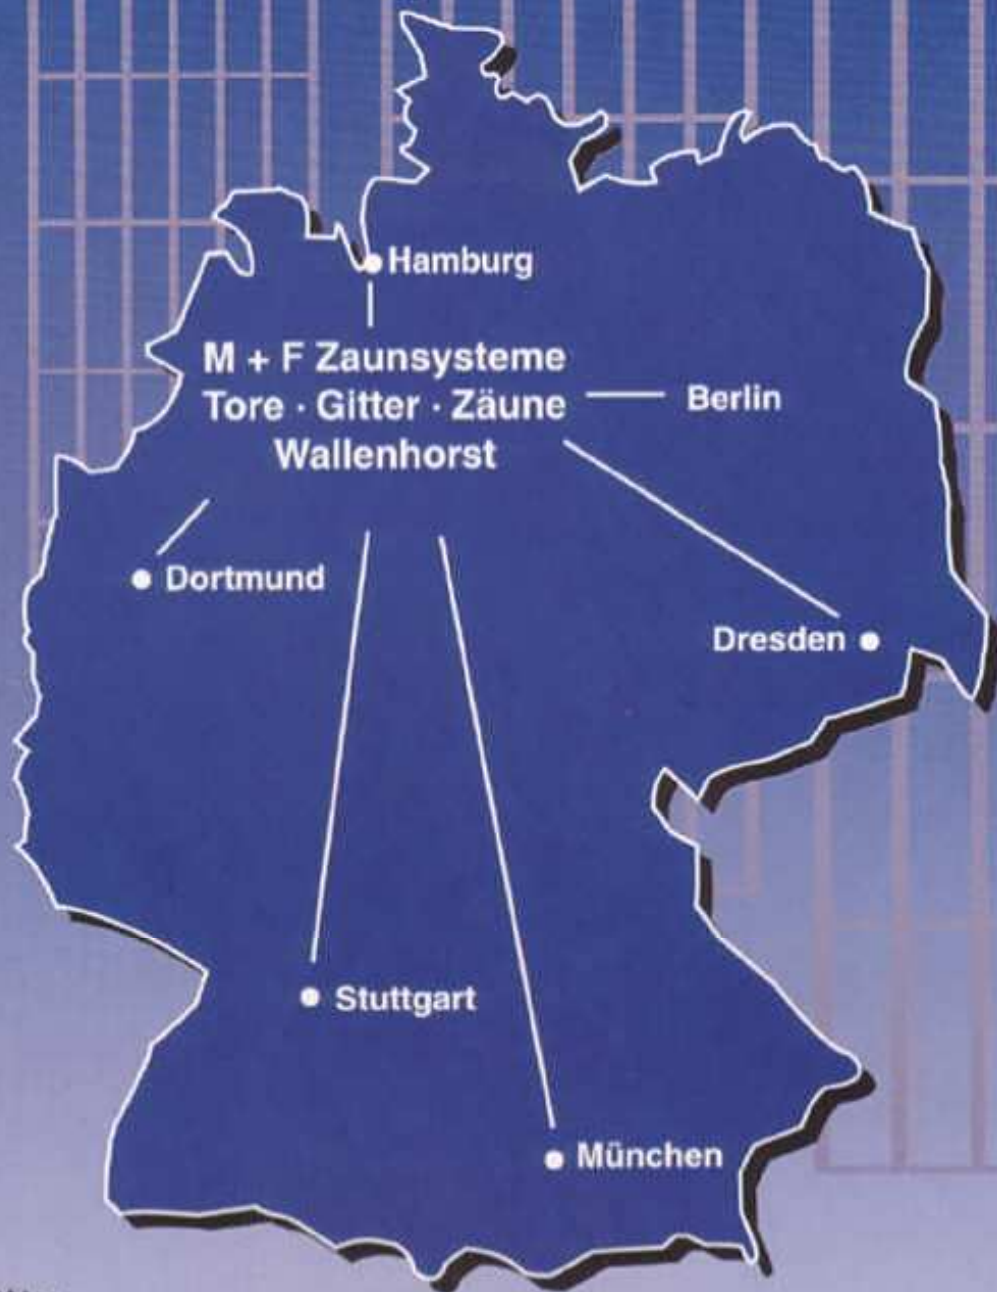 Hamburg
M + F Zaunsysteme
Tore · Gitter · Zäune
Wallenhorst
Berlin
Dortmund
Dresden
Stuttgart
München